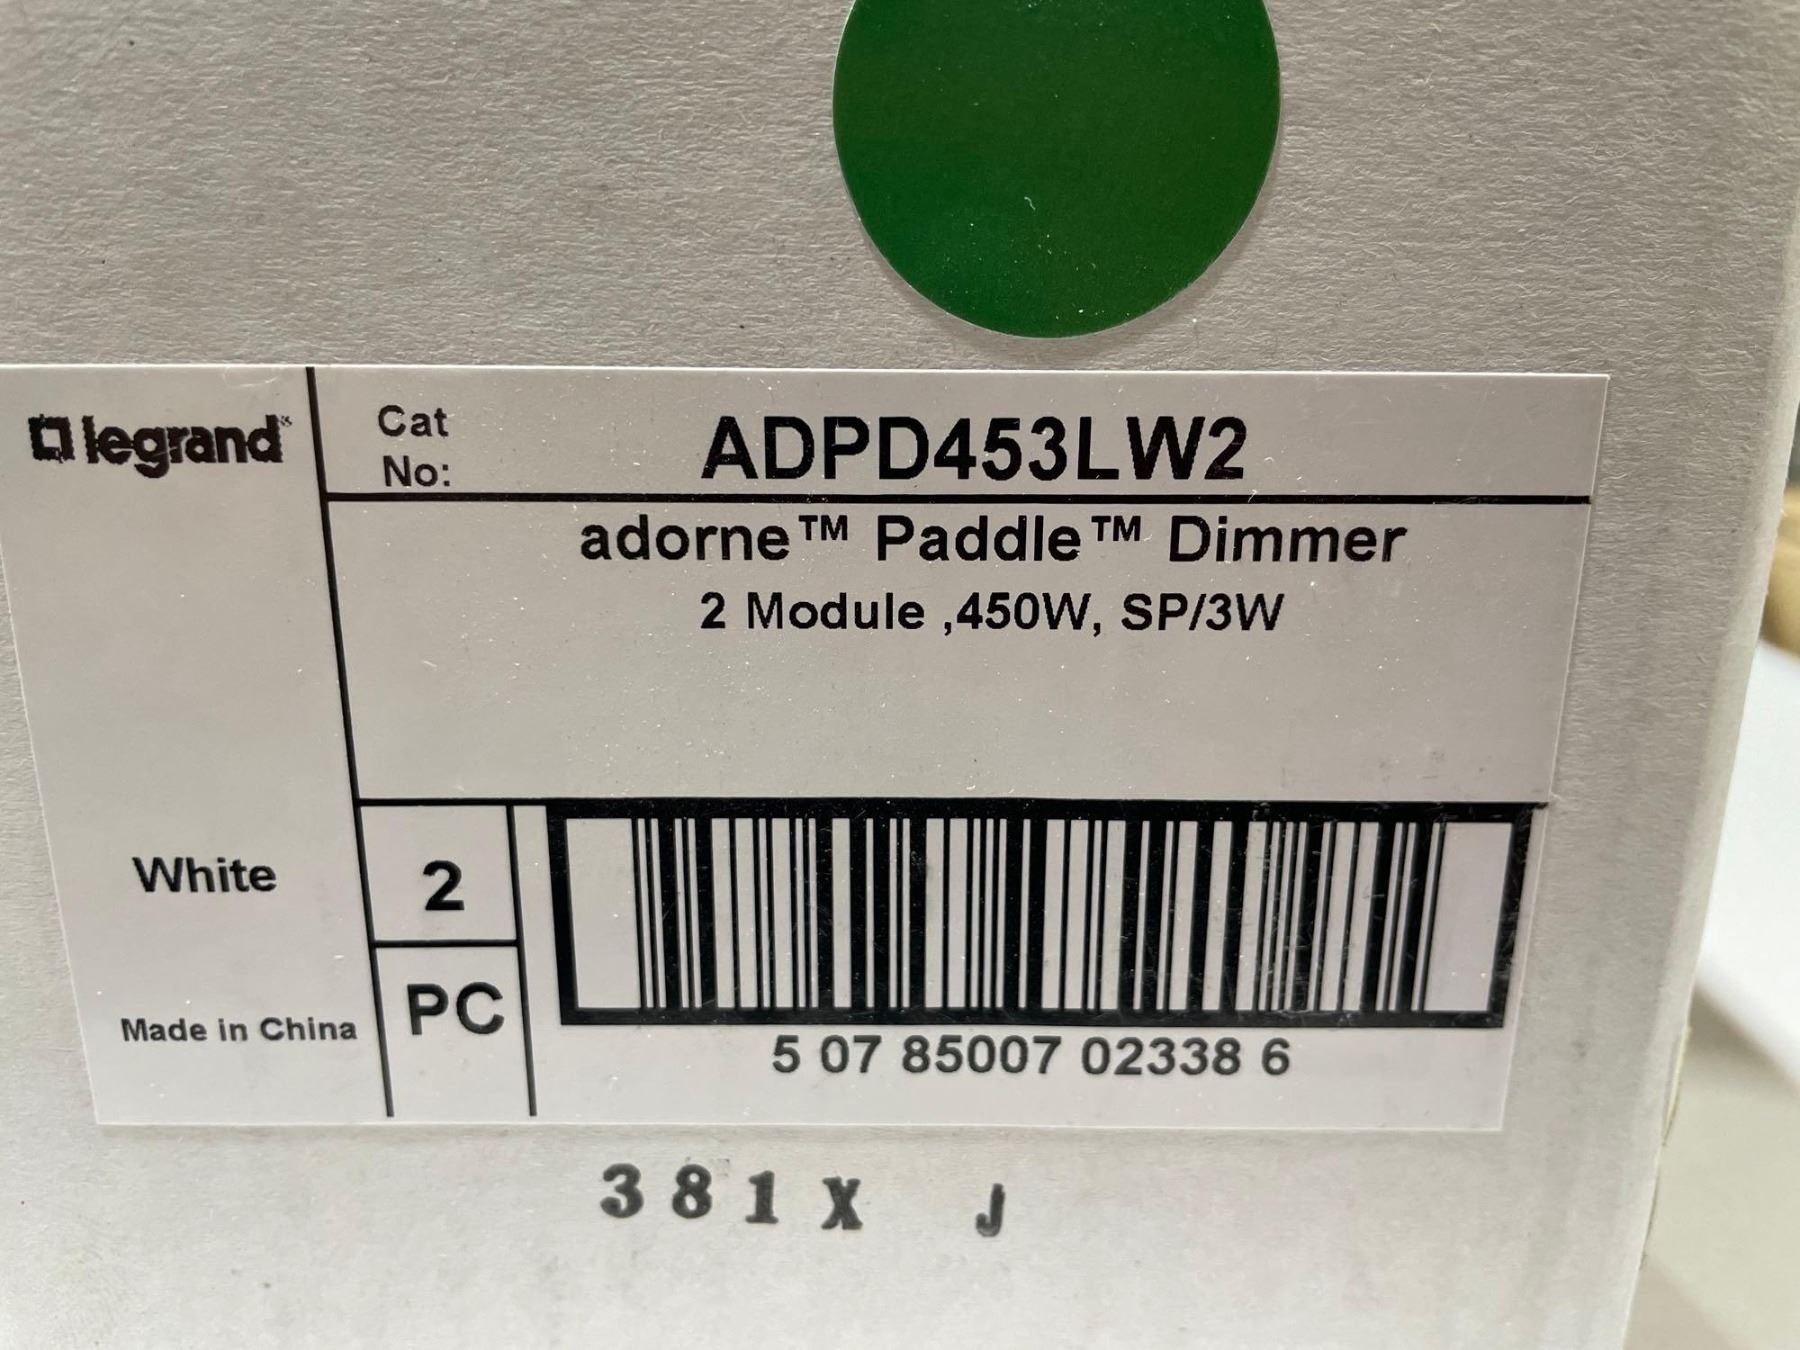 legrand
Cat
No:
ADPD453LW2
adorne™ Paddle™ Dimmer
2 Module ,450W, SP/3W
White
2
Made in China
PC
5 07 85007 02338 6
381X J